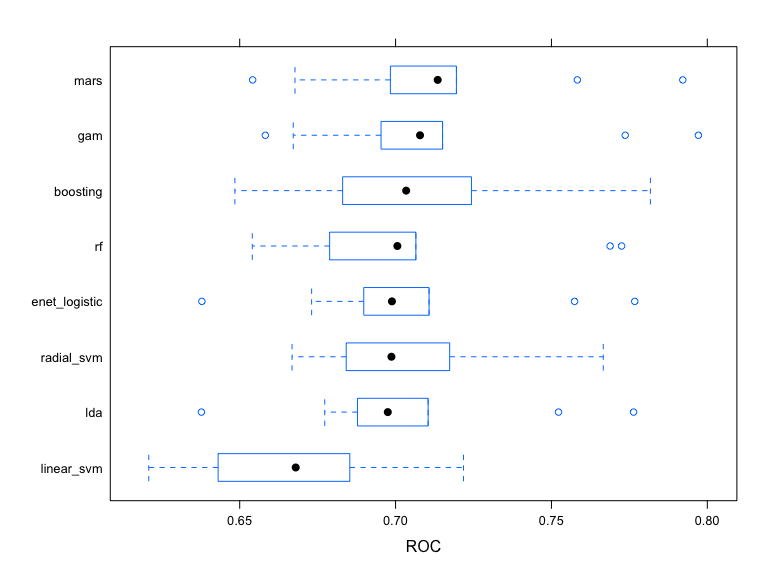 mars
gam
boosting
rf
enet_logistic
radial_svm
lda
linear_svm
0.65 0.70 0.75 0.80
ROC